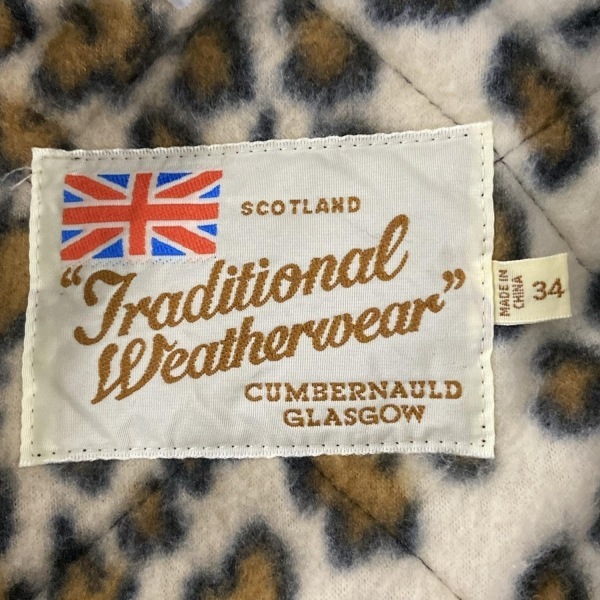 SCOTLAND
"Traditional
Weatherwear"
CUMBERNAULD
GLASGOW
MADE IN
CHINA
34